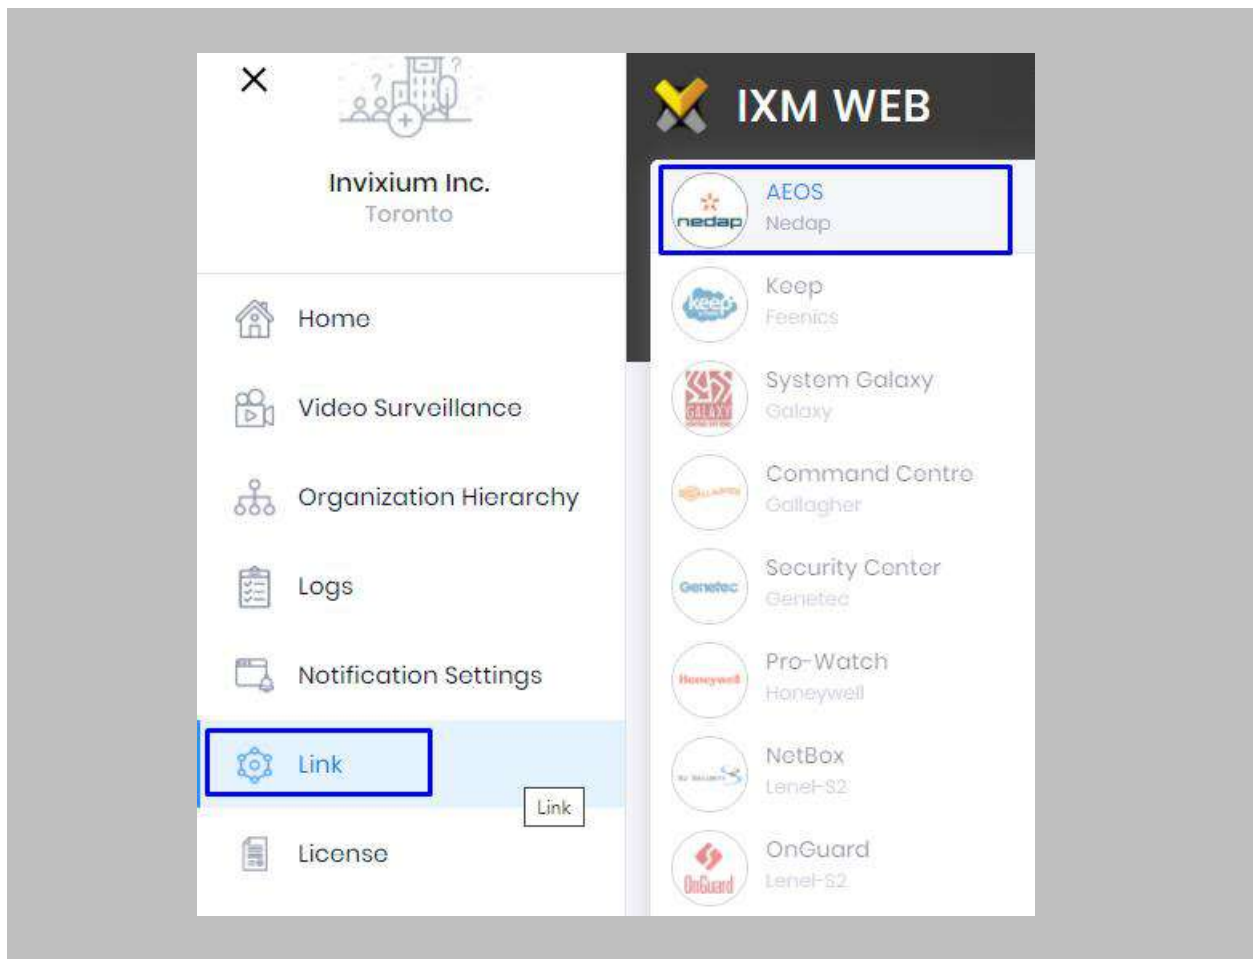 Invixium Inc.
Toronto
Home
Video Surveillance
Organization Hierarchy
Logs
Notification Settings
Link
Link
License
IXM WEB
nedap
AEOS
Nedap
keep
Keep
Feenics
GALAXY
System Galaxy
Galaxy
GALLAGHER
Command Centre
Gallagher
Genetec
Security Center
Genetec
Honeywell
Pro-Watch
Honeywell
NetBox
Lenel-S2
OnGuard
OnGuard
Lenel-S2